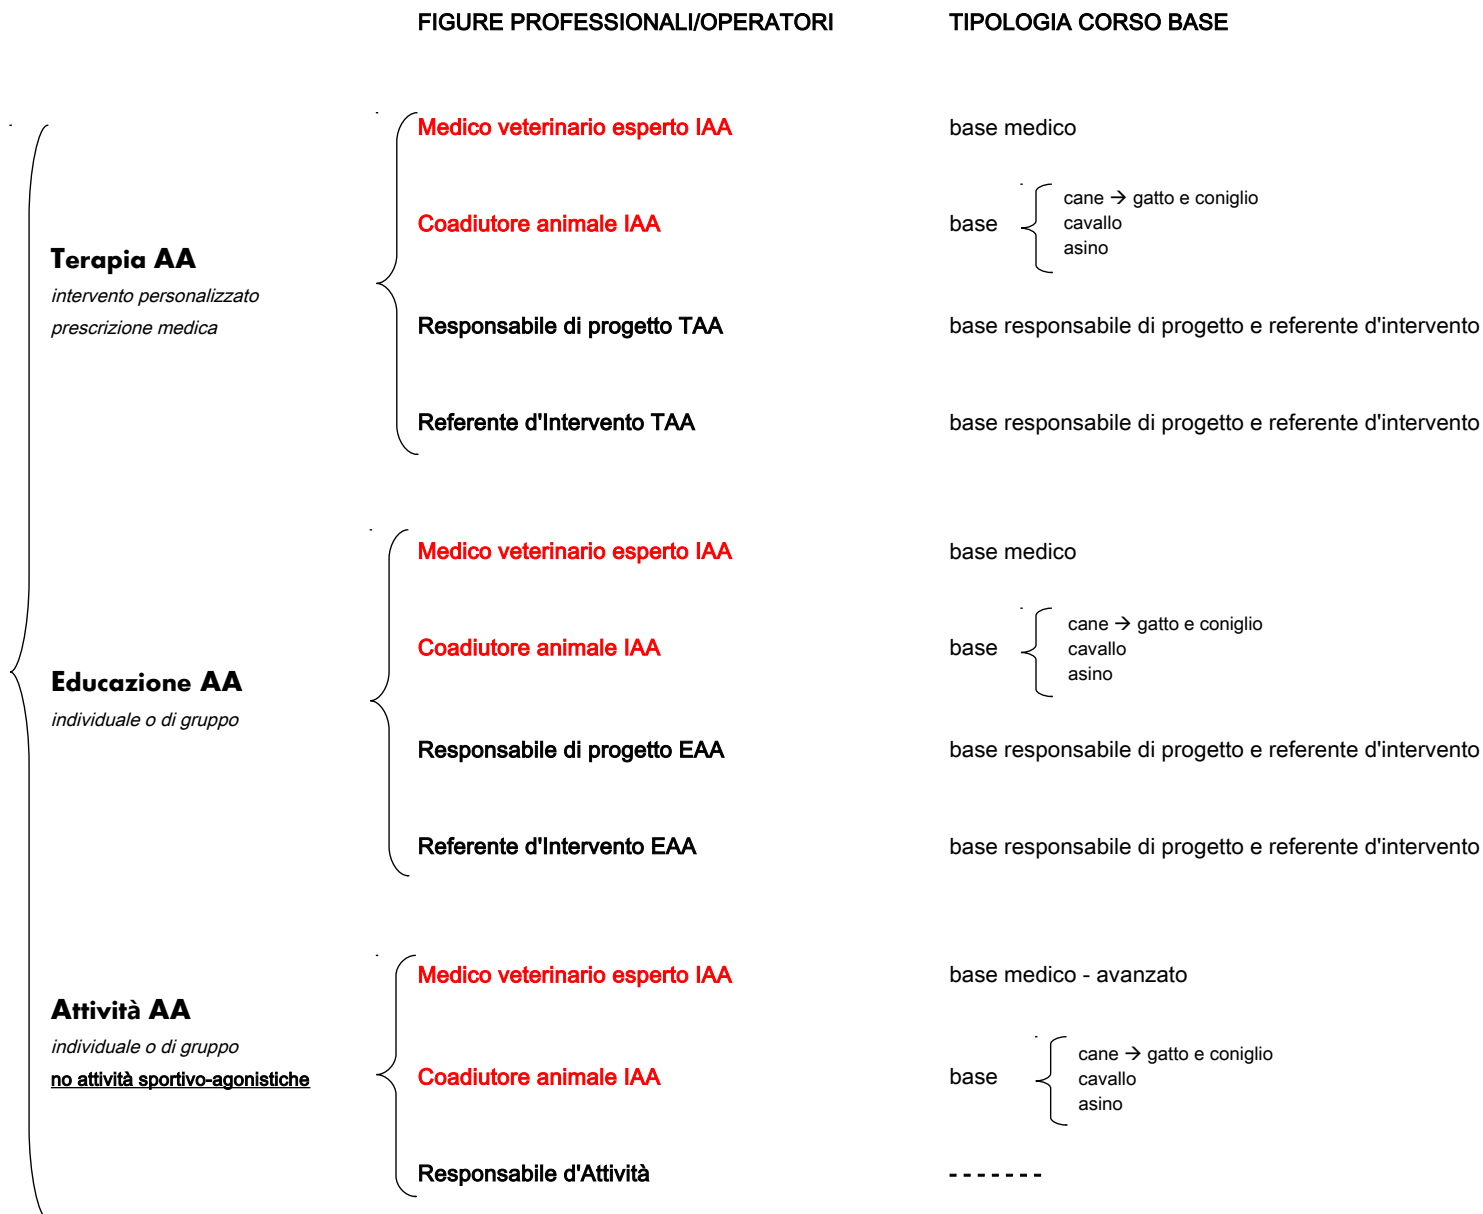 FIGURE PROFESSIONALI/OPERATORI TIPOLOGIA CORSO BASE
Medico veterinario esperto IAA base medico
cane → gatto e coniglio
Coadiutore animale IAA base cavallo
asino
Terapia AA
intervento personalizzato
prescrizione medica
Responsabile di progetto TAA base responsabile di progetto e referente d'intervento
Referente d'Intervento TAA base responsabile di progetto e referente d'intervento
Medico veterinario esperto IAA base medico
cane → gatto e coniglio
Coadiutore animale IAA base cavallo
asino
Educazione AA
individuale o di gruppo
Responsabile di progetto EAA base responsabile di progetto e referente d'intervento
Referente d'Intervento EAA base responsabile di progetto e referente d'intervento
Medico veterinario esperto IAA base medico - avanzato
Attività AA
individuale o di gruppo
no attività sportivo-agonistiche
cane → gatto e coniglio
Coadiutore animale IAA base cavallo
asino
Responsabile d'Attività - - - - - - -